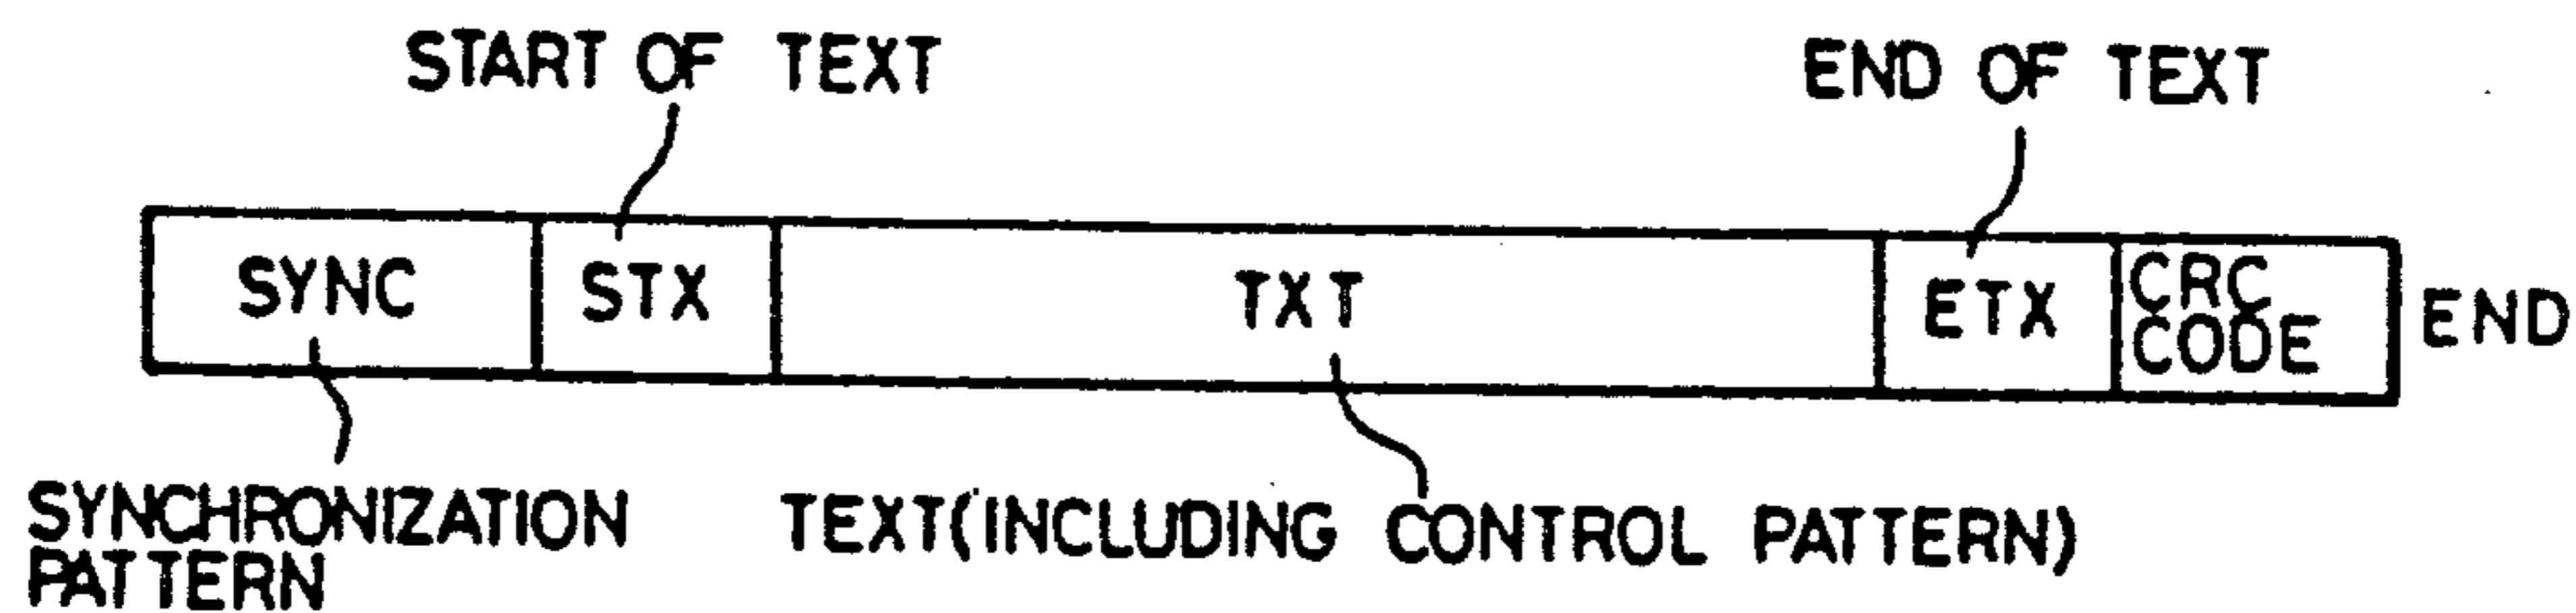 START OF TEXT
END OF TEXT
SYNC
STX
TXT
ETX
CRC
CODE
END
SYNCHRONIZATION
PATTERN
TEXT(INCLUDING CONTROL PATTERN)